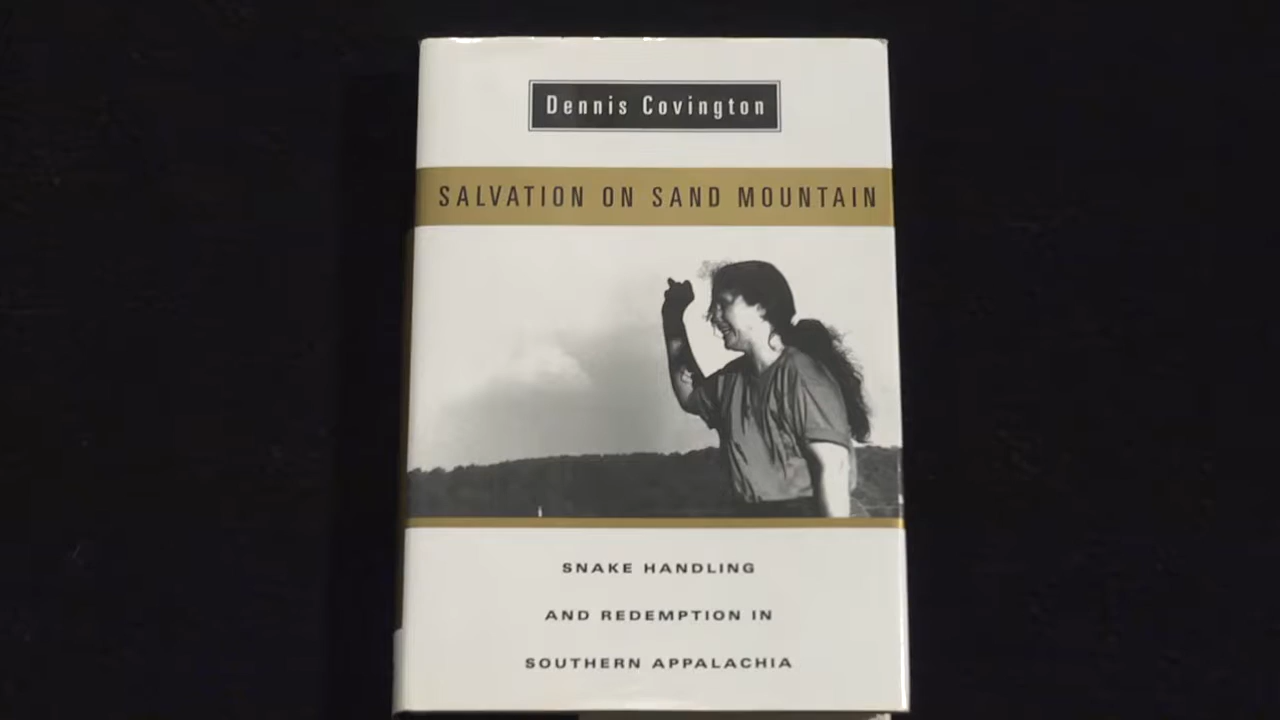 Dennis Covington
SALVATION ON SAND MOUNTAIN
SNAKE HANDLING
AND REDEMPTION IN
SOUTHERN APPALACHIA